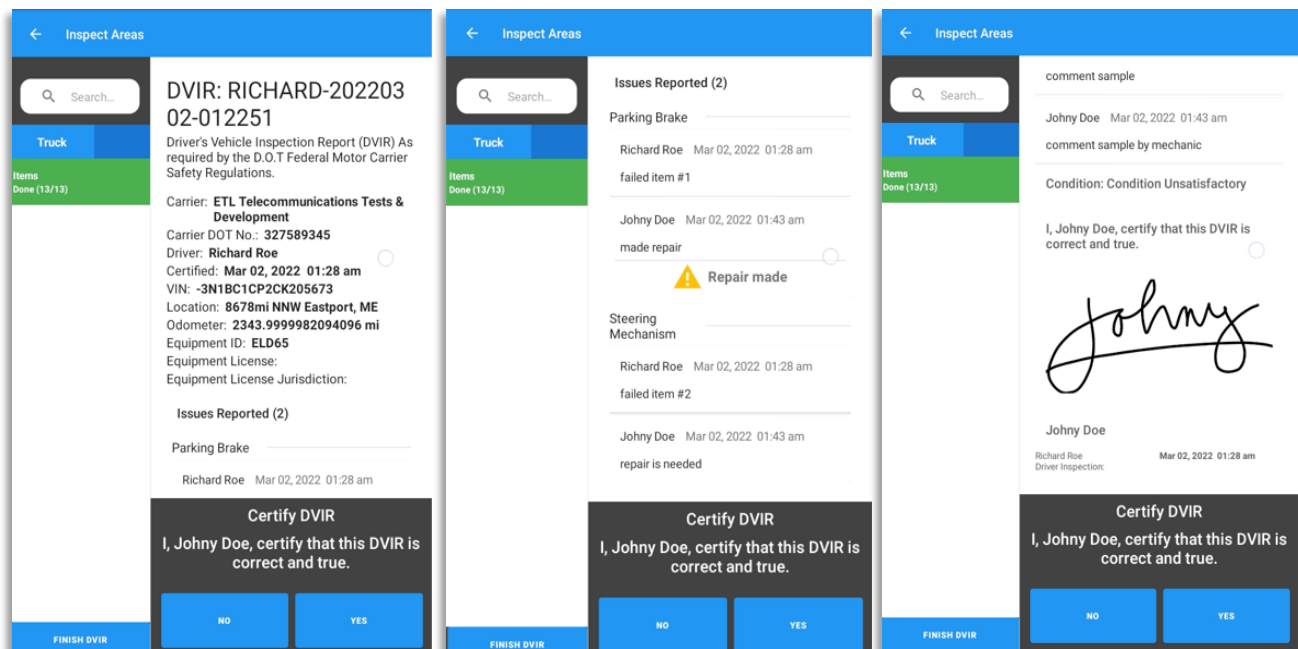 Inspect Areas
Search...
Truck
Items
Done (13/13)
DVIR: RICHARD-202203
02-012251
Driver's Vehicle Inspection Report (DVIR) As
required by the D.O.T Federal Motor Carrier
Safety Regulations.
Carrier: ETL Telecommunications Tests &
Development
Carrier DOT No.: 327589345
Driver: Richard Roe
Certified: Mar 02, 2022 01:28 am
VIN: -3N1BC1CP2CK205673
Location: 8678mi NNW Eastport, ME
Odometer: 2343.9999982094096 mi
Equipment ID: ELD65
Equipment License:
Equipment License Jurisdiction:
Issues Reported (2)
Parking Brake
Richard Roe Mar 02, 2022 01:28 am
Certify DVIR
I, Johny Doe, certify that this DVIR is
correct and true.
NO YES
FINISH DVIR
Inspect Areas
Search...
Truck
Items
Done (13/13)
Issues Reported (2)
Parking Brake
Richard Roe Mar 02, 2022 01:28 am
failed item #1
Johny Doe Mar 02, 2022 01:43 am
made repair
Repair made
Steering
Mechanism
Richard Roe Mar 02, 2022 01:28 am
failed item #2
Johny Doe Mar 02, 2022 01:43 am
repair is needed
Certify DVIR
I, Johny Doe, certify that this DVIR is
correct and true.
NO YES
FINISH DVIR
Inspect Areas
Search...
Truck
Items
Done (13/13)
comment sample
Johny Doe Mar 02, 2022 01:43 am
comment sample by mechanic
Condition: Condition Unsatisfactory
I, Johny Doe, certify that this DVIR is
correct and true.
Johny
Johny Doe
Richard Roe Mar 02, 2022 01:28 am
Driver Inspection:
Certify DVIR
I, Johny Doe, certify that this DVIR is
correct and true.
NO YES
FINISH DVIR